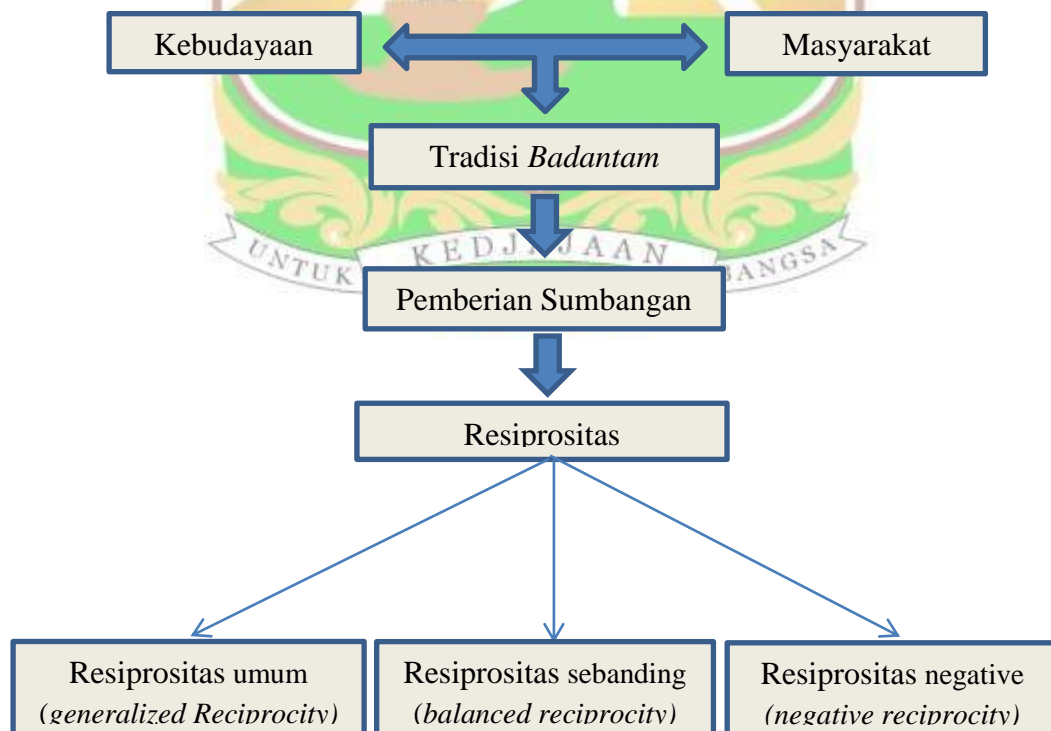 Kebudayaan
Masyarakat
Tradisi Badantam
UNTUK KEDJAJAAN BANGSA
Pemberian Sumbangan
Resiprositas
Resiprositas umum
(generalized Reciprocity)
Resiprositas sebanding
(balanced reciprocity)
Resiprositas negative
(negative reciprocity)